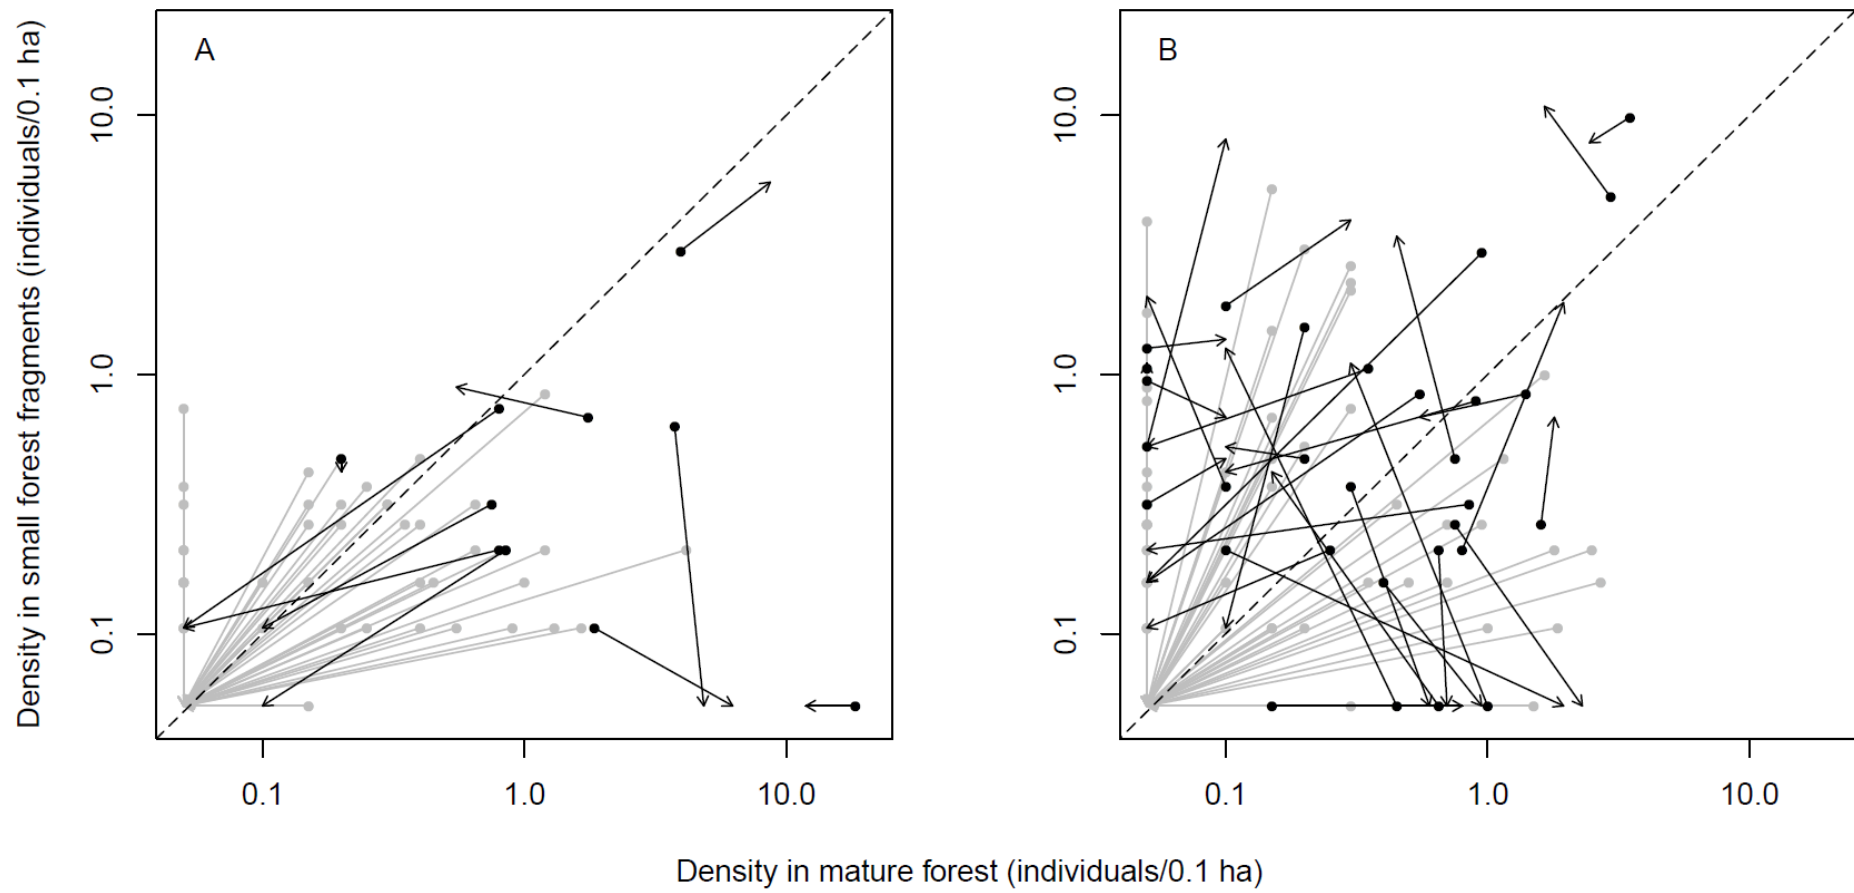 A
B
Density in small forest fragments (individuals/0.1 ha)
10.0
1.0
0.1
10.0
1.0
0.1
0.1 1.0 10.0
0.1 1.0 10.0
Density in mature forest (individuals/0.1 ha)